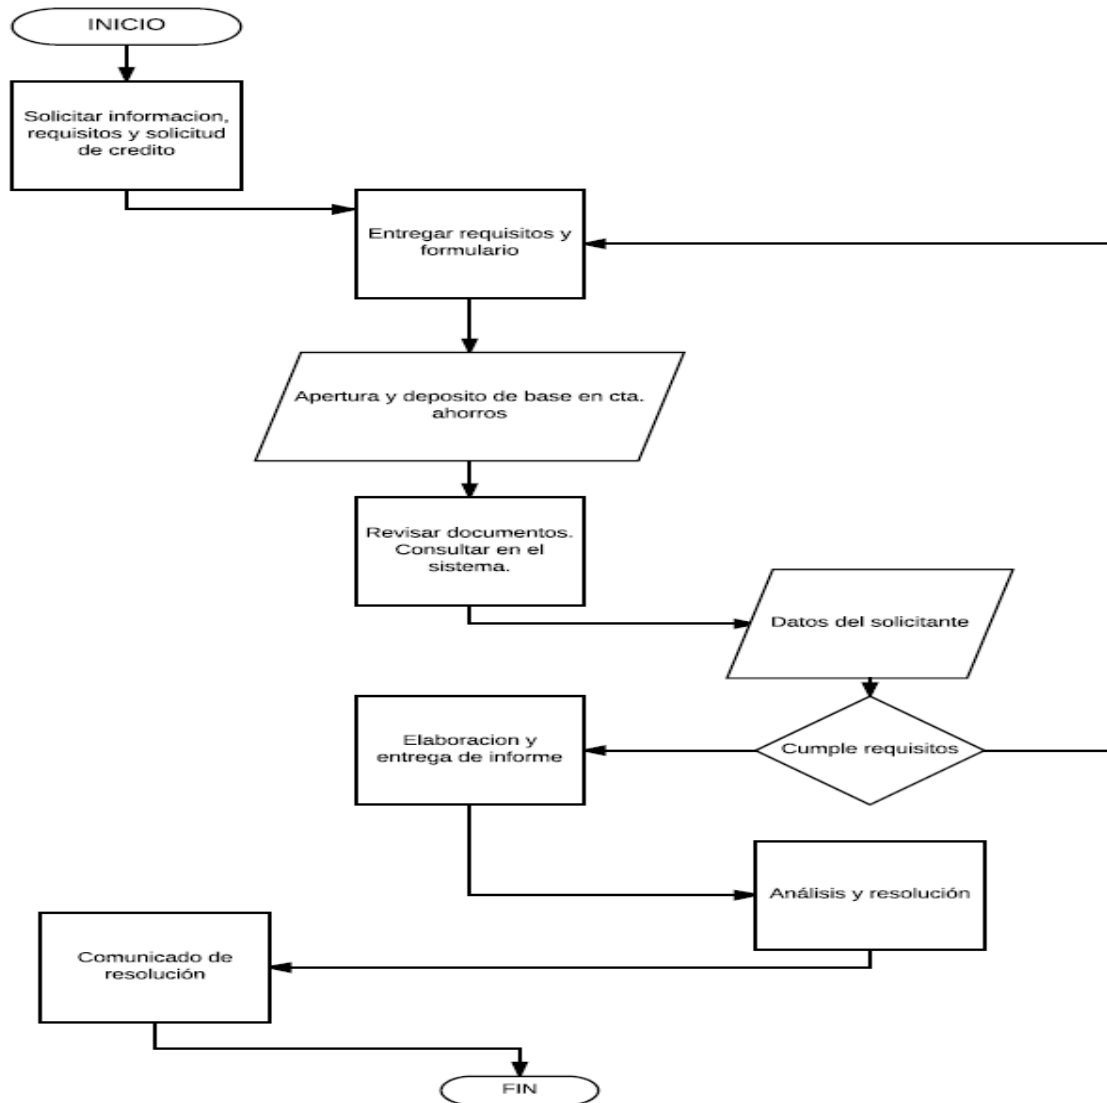 INICIO
Solicitar informacion,
requisitos y solicitud
de credito
Entregar requisitos y
formulario
Apertura y deposito de base en cta.
ahorros
Revisar documentos.
Consultar en el
sistema.
Datos del solicitante
Cumple requisitos
Elaboracion y
entrega de informe
Análisis y resolución
Comunicado de
resolución
FIN